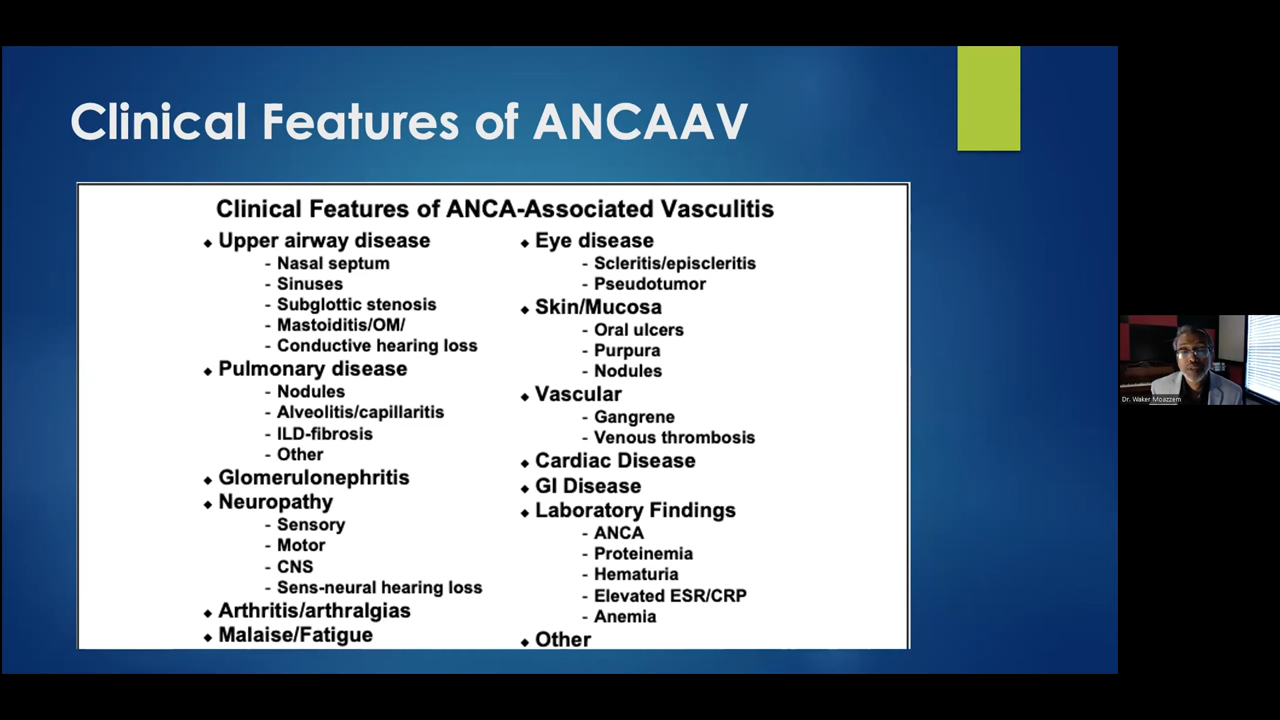 Clinical Features of ANCAAV
Clinical Features of ANCA-Associated Vasculitis
⬥ Upper airway disease
- Nasal septum
- Sinuses
- Subglottic stenosis
- Mastoiditis/OM/
- Conductive hearing loss
⬥ Pulmonary disease
- Nodules
- Alveolitis/capillaritis
- ILD-fibrosis
- Other
⬥ Glomerulonephritis
⬥ Neuropathy
- Sensory
- Motor
- CNS
- Sens-neural hearing loss
⬥ Arthritis/arthralgias
⬥ Malaise/Fatigue
⬥ Eye disease
- Scleritis/episcleritis
- Pseudotumor
⬥ Skin/Mucosa
- Oral ulcers
- Purpura
- Nodules
⬥ Vascular
- Gangrene
- Venous thrombosis
⬥ Cardiac Disease
⬥ GI Disease
⬥ Laboratory Findings
- ANCA
- Proteinemia
- Hematuria
- Elevated ESR/CRP
- Anemia
⬥ Other
Dr. Waker Moazzem